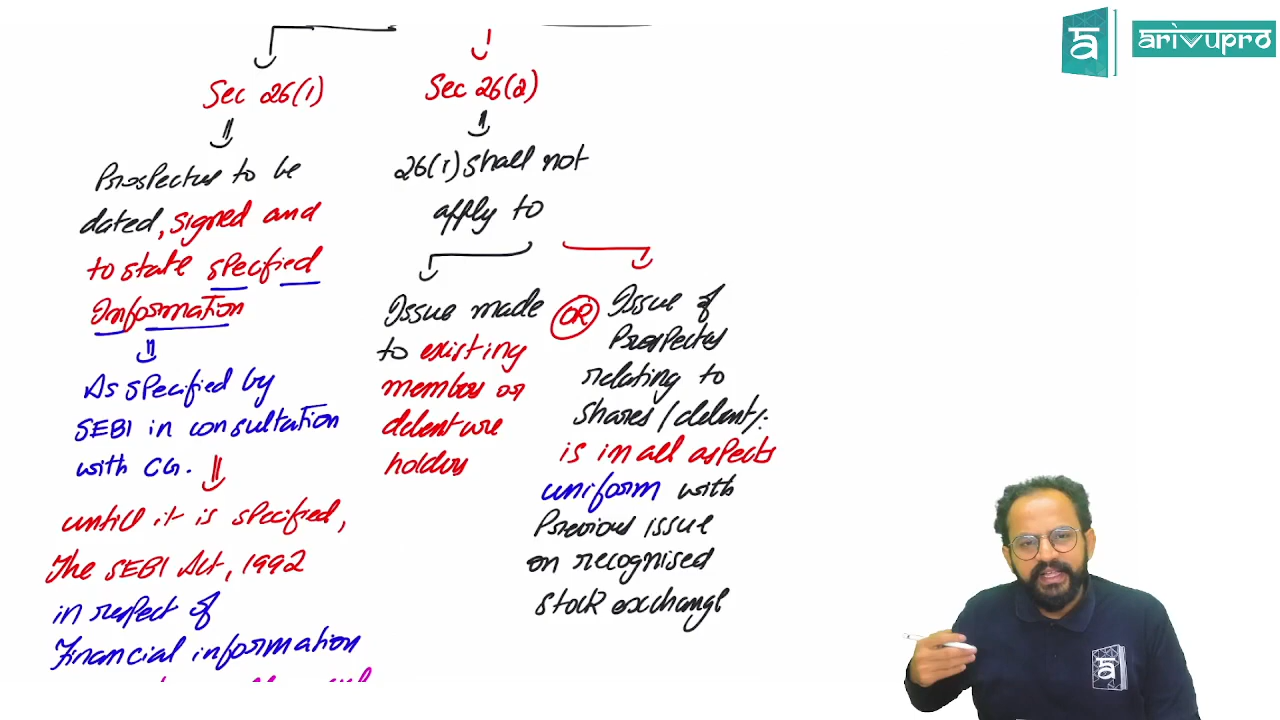 arivupro
Sec 26(1)
Prospectus to be
dated, signed and
to state specified
Information
As specified by
SEBI in consultation
with CG.
until it is specified,
The SEBI Act, 1992
in respect of
Financial information
Sec 26(2)
26(1) shall not
apply to
Issue made
to existing
members or
debenture
holders
OR
Issue of
Prospectus
relating to
shares/debent/:
is in all aspects
uniform with
Previous issue
on recognised
stock exchange